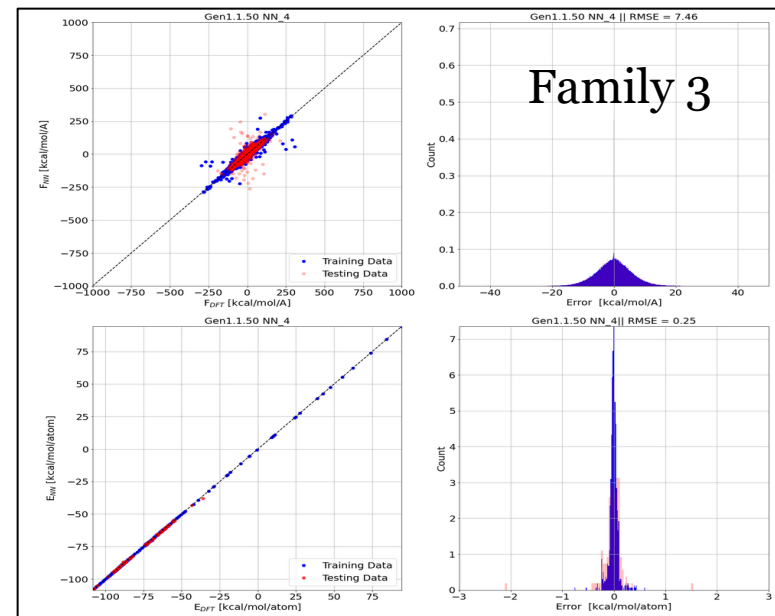 Gen1.1.50 NN_4
1000
750
500
250
0
−250
−500
−750
−1000
F_NN [kcal/mol/A]
Training Data
Testing Data
−1000 −750 −500 −250 0 250 500 750 1000
F_DFT [kcal/mol/A]
Gen1.1.50 NN_4 || RMSE = 7.46
Family 3
0.7
0.6
0.5
0.4
0.3
0.2
0.1
0.0
Count
−40 −20 0 20 40
Error [kcal/mol/A]
Gen1.1.50 NN_4
75
50
25
0
−25
−50
−75
−100
E_NN [kcal/mol/atom]
Training Data
Testing Data
−100 −75 −50 −25 0 25 50 75
E_DFT [kcal/mol/atom]
Gen1.1.50 NN_4|| RMSE = 0.25
7
6
5
4
3
2
1
0
Count
−3 −2 −1 0 1 2 3
Error [kcal/mol/atom]